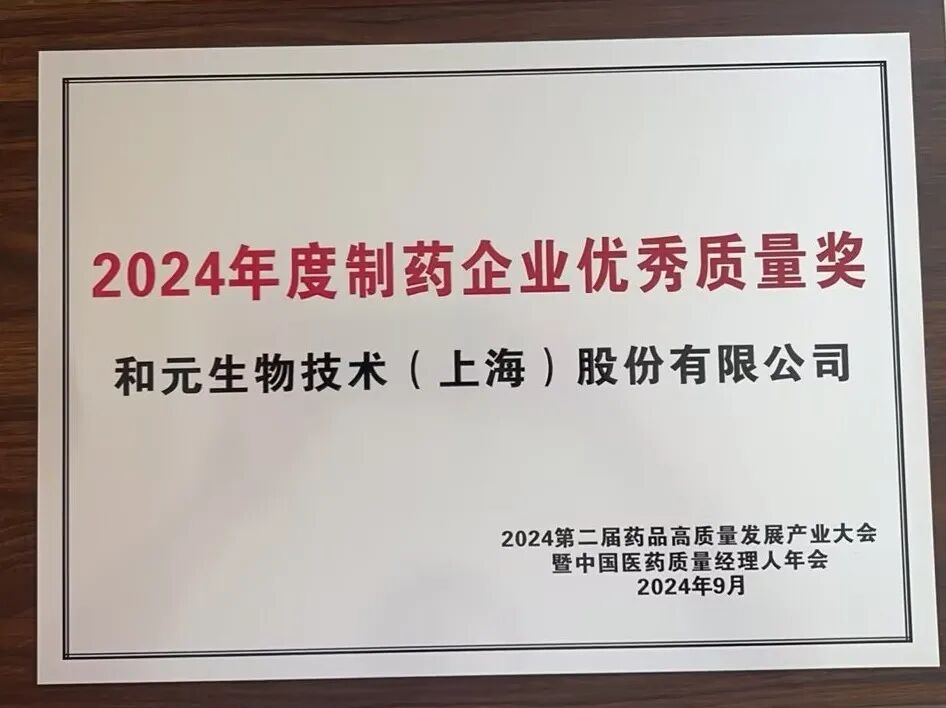 2024年度制药企业优秀质量奖
和元生物技术（上海）股份有限公司
2024第二届药品高质量发展产业大会
暨中国医药质量经理人年会
2024年9月